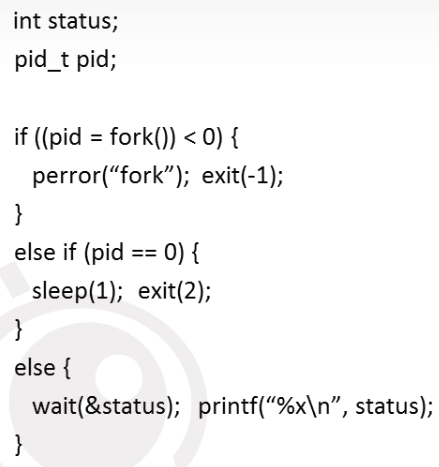 int status;
pid_t pid;
if ((pid = fork()) < 0) {
perror(“fork”); exit(-1);
}
else if (pid == 0) {
sleep(1); exit(2);
}
else {
wait(&status); printf(“%x\n”, status);
}